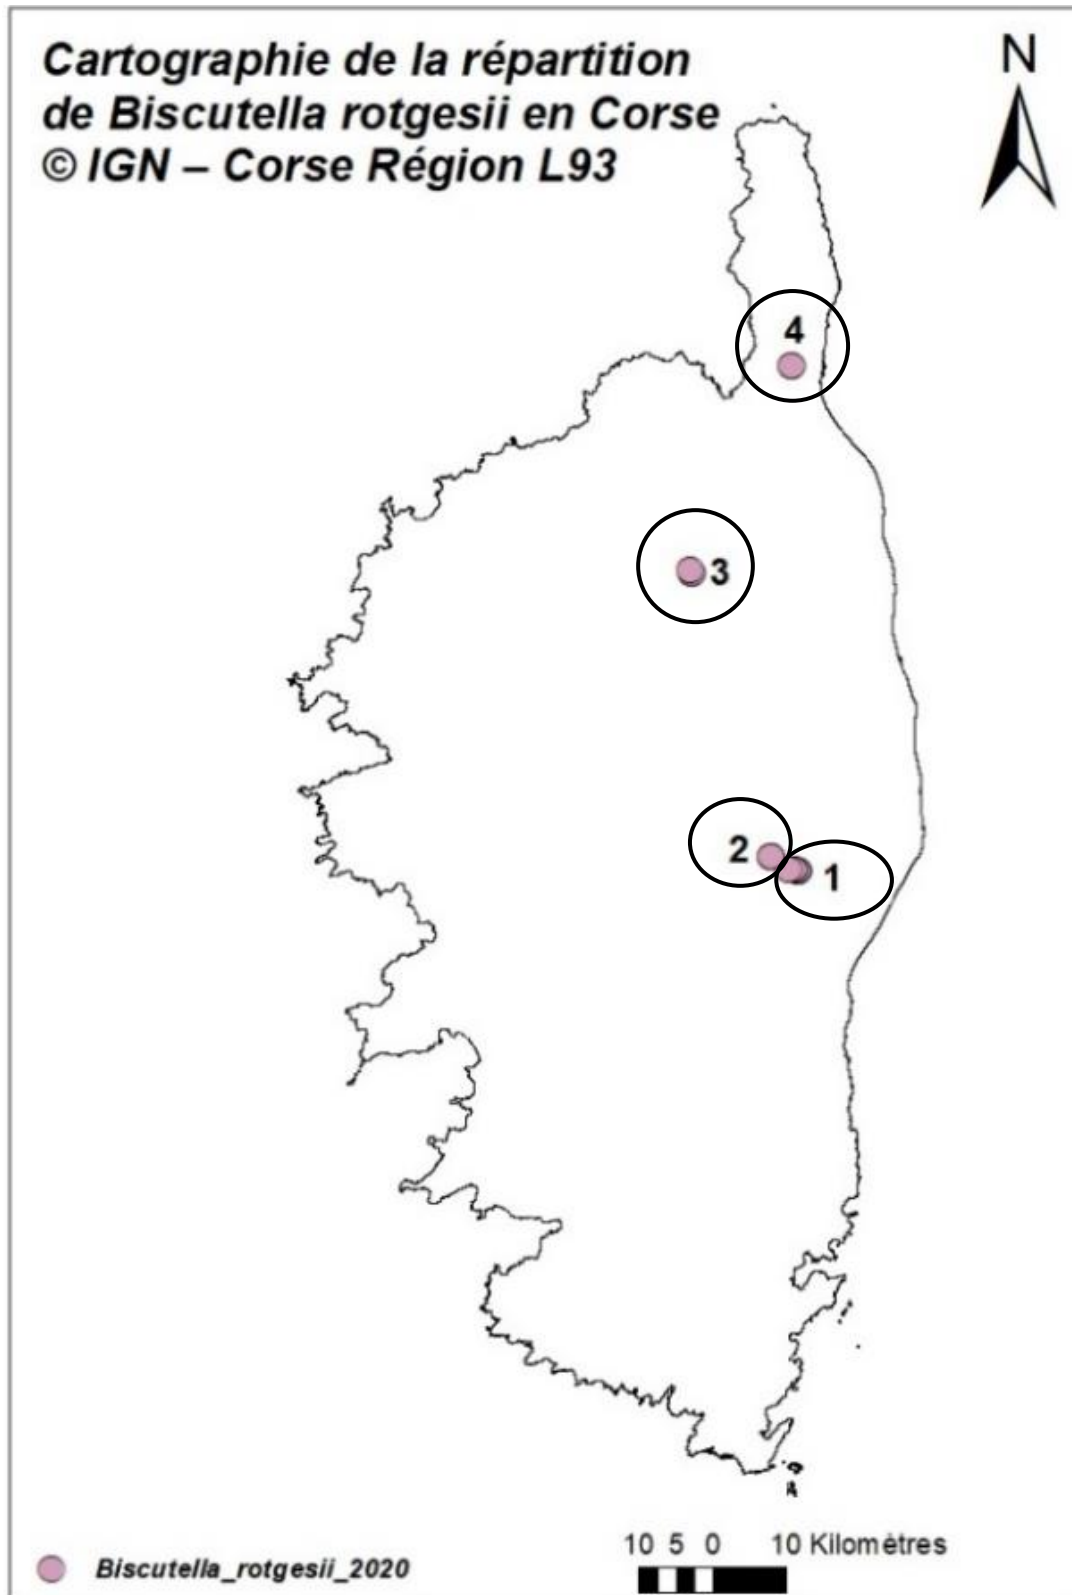 Cartographie de la répartition
de Biscutella rotgesii en Corse
© IGN – Corse Région L93
N
4
3
2
1
10 5 0 10 Kilomètres
Biscutella_rotgesii_2020